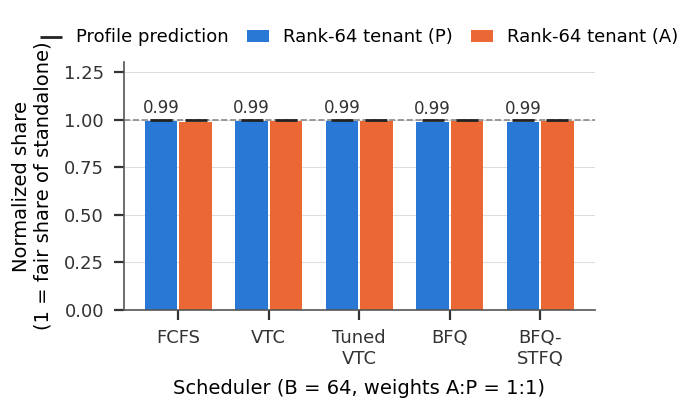 Profile prediction
Rank-64 tenant (P)
Rank-64 tenant (A)
Normalized share
(1 = fair share of standalone)
1.25
1.00
0.75
0.50
0.25
0.00
0.99
0.99
0.99
0.99
0.99
FCFS
VTC
Tuned
VTC
BFQ
BFQ-
STFQ
Scheduler (B = 64, weights A:P = 1:1)